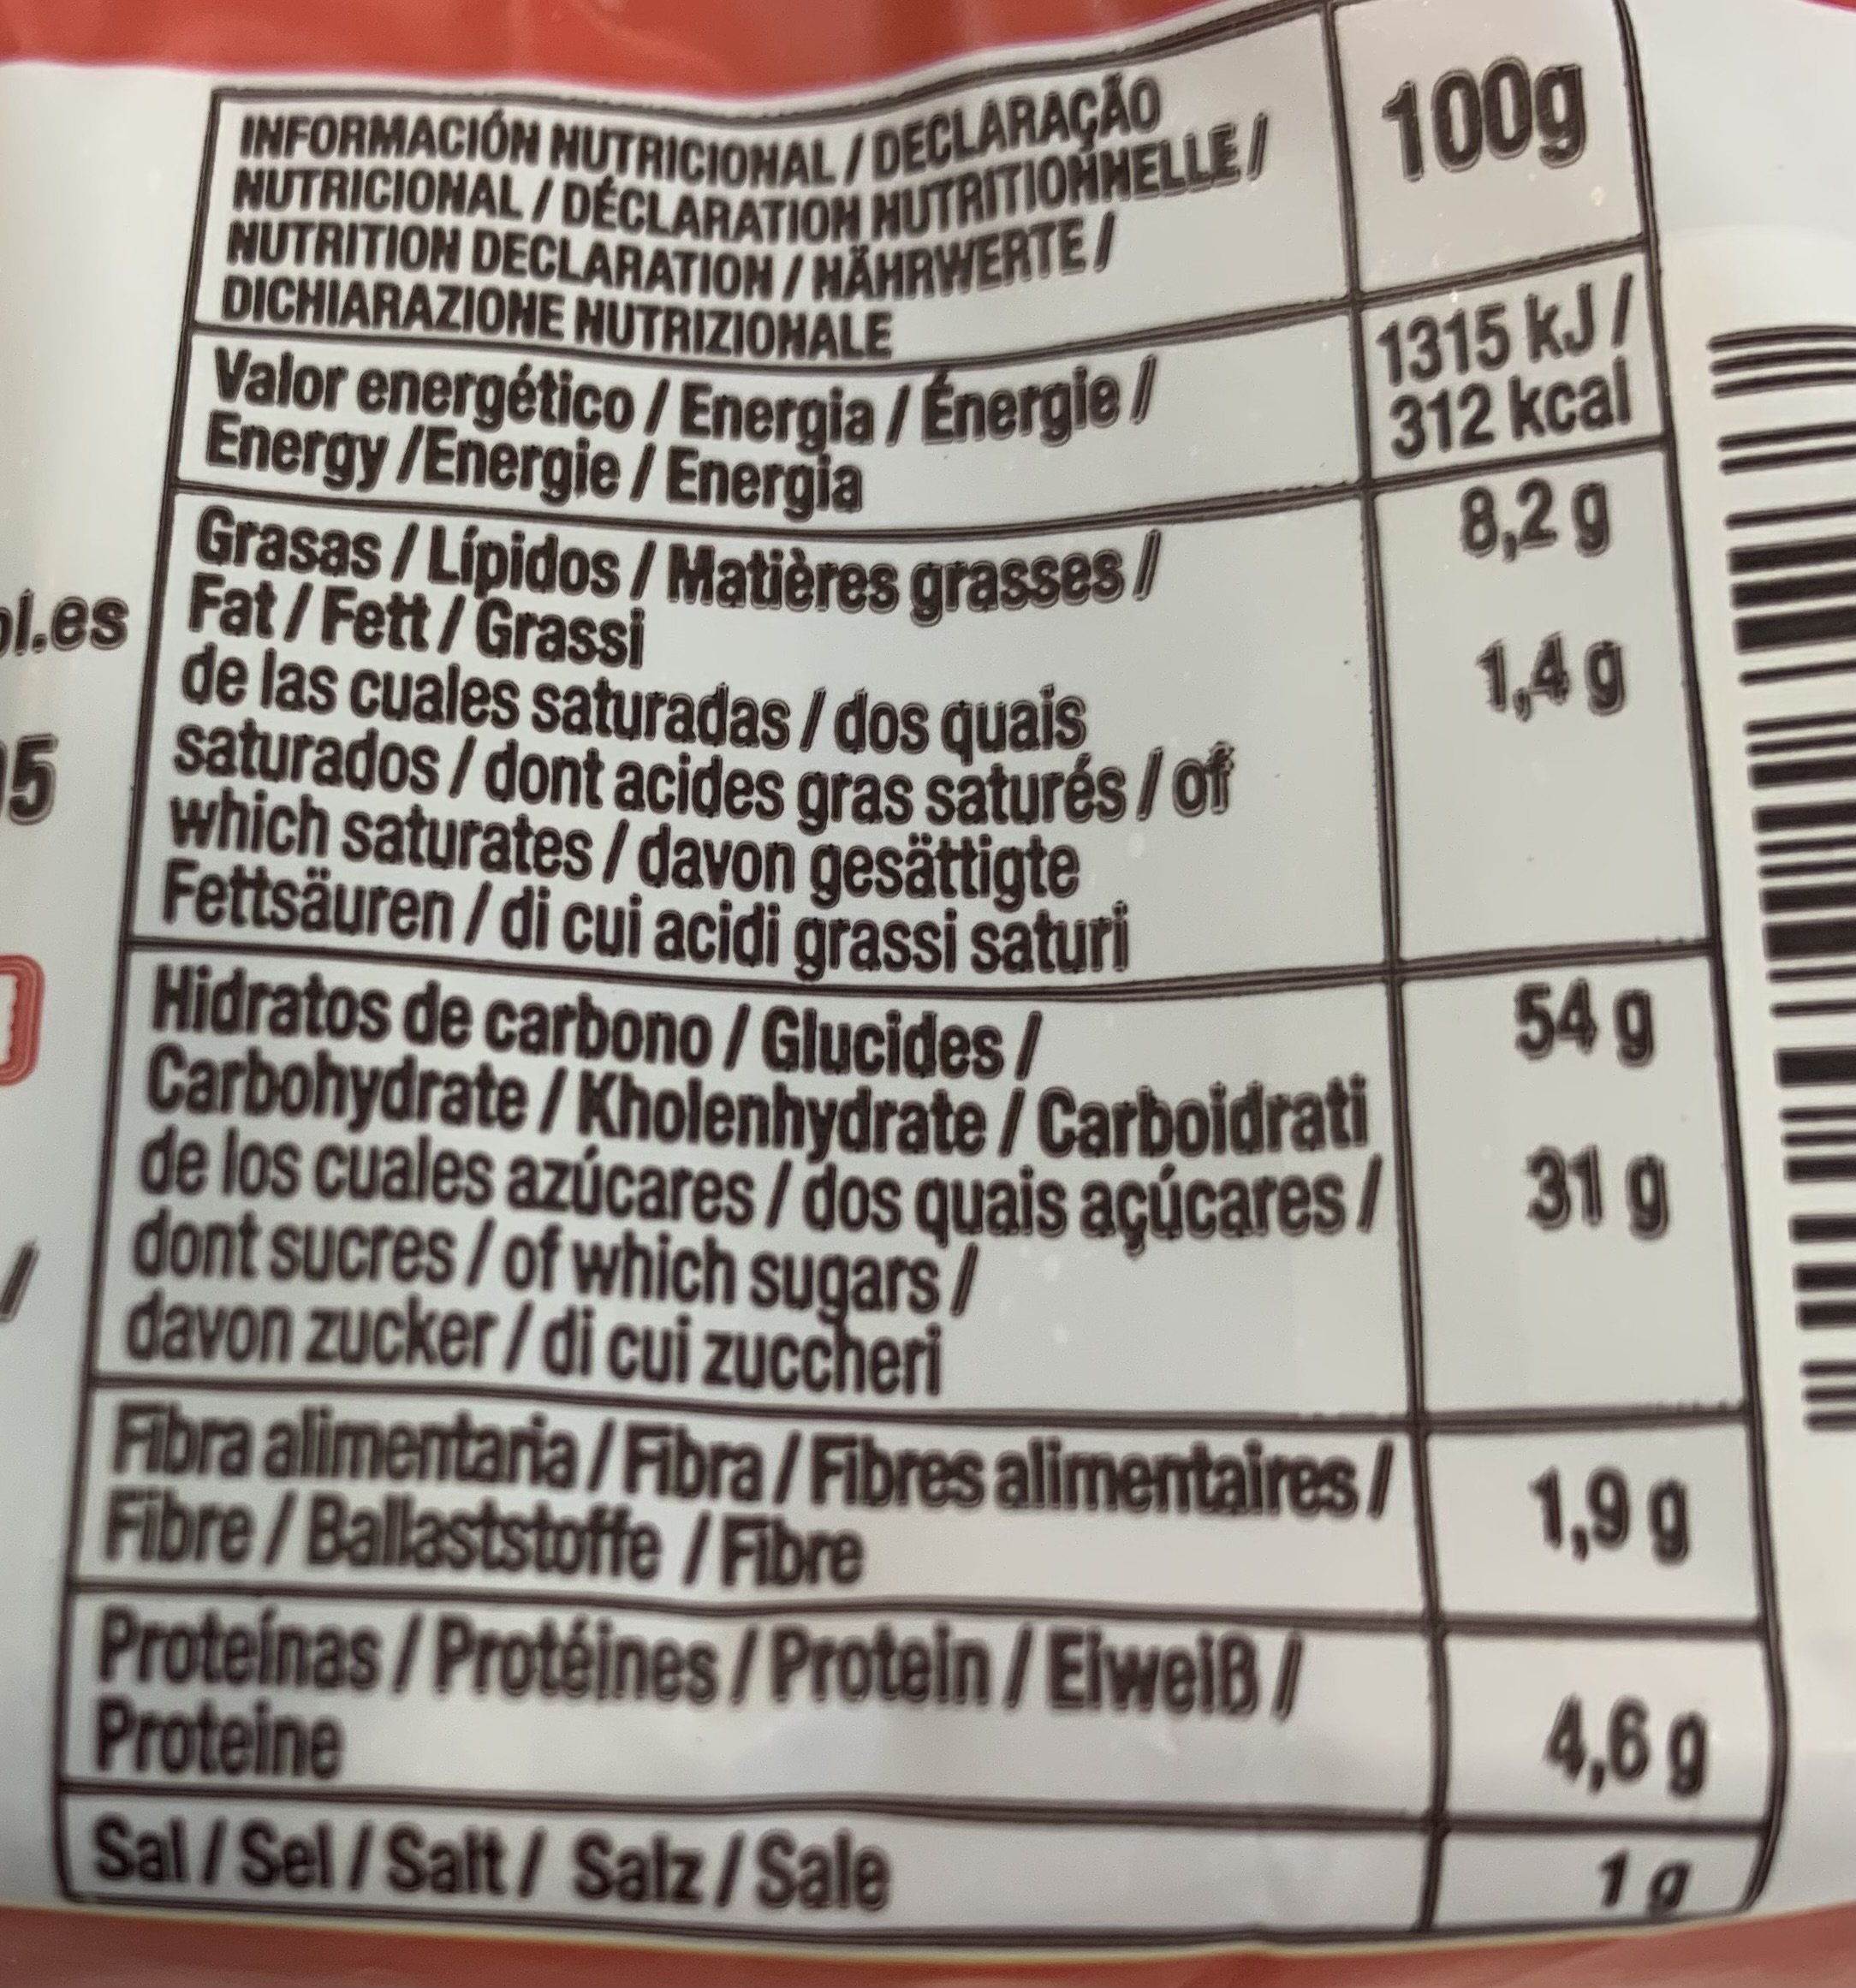 INFORMACIÓN NUTRICIONAL / DECLARAÇÃO
NUTRICIONAL / DÉCLARATION NUTRITIONNELLE /
NUTRITION DECLARATION / NÄHRWERTE /
DICHIARAZIONE NUTRIZIONALE
100g
Valor energético / Energia / Énergie /
Energy /Energie / Energia
1315 kJ /
312 kcal
Grasas / Lípidos / Matières grasses /
Fat / Fett / Grassi
8,2 g
de las cuales saturadas / dos quais
saturados / dont acides gras saturés / of
which saturates / davon gesättigte
Fettsäuren / di cui acidi grassi saturi
1,4 g
Hidratos de carbono / Glucides /
Carbohydrate / Kholenhydrate / Carboidrati
54 g
de los cuales azúcares / dos quais açúcares /
dont sucres / of which sugars /
davon zucker / di cui zuccheri
31 g
Fibra alimentaria / Fibra / Fibres alimentaires /
Fibre / Ballaststoffe / Fibre
1,9 g
Proteínas / Protéines / Protein / Eiweiß /
Proteine
4,6 g
Sal / Sel / Salt / Salz / Sale
1 g
l.es
5
/